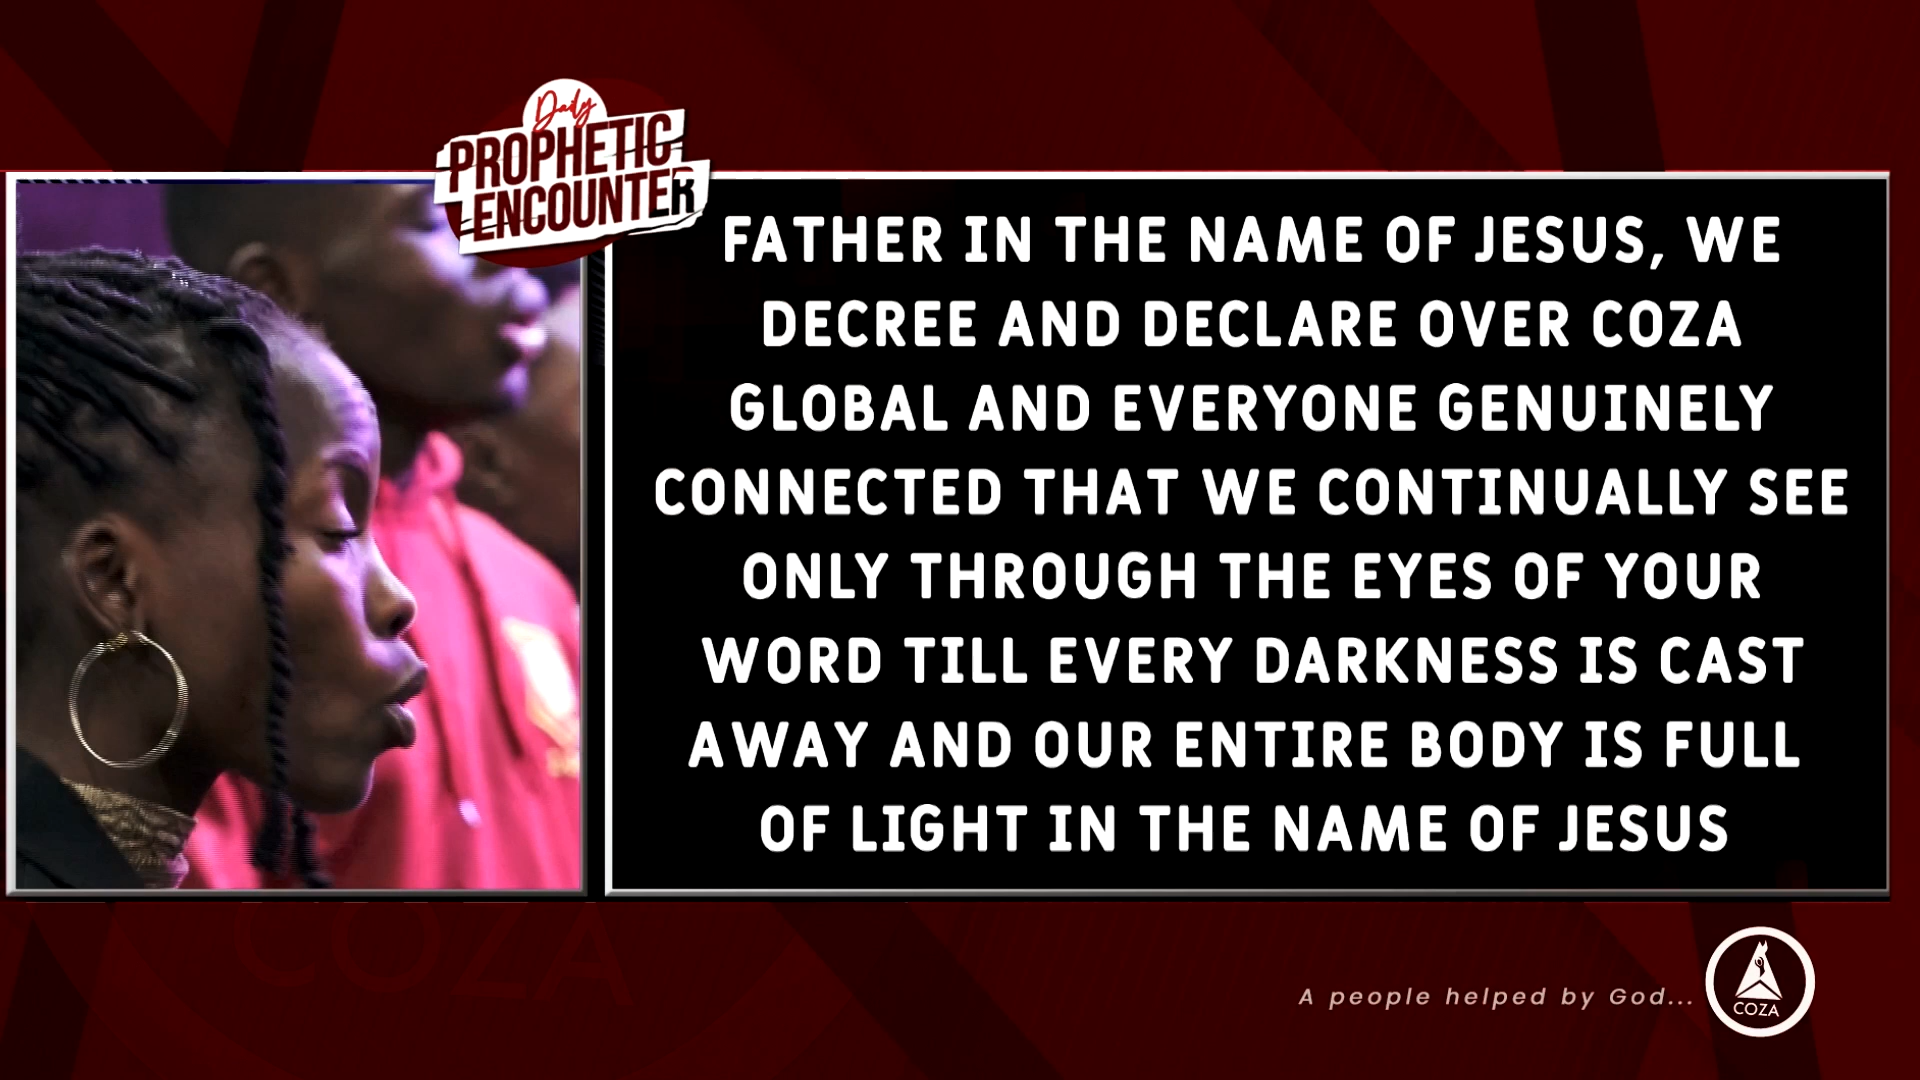 Daily
PROPHETIC
ENCOUNTER
FATHER IN THE NAME OF JESUS, WE
DECREE AND DECLARE OVER COZA
GLOBAL AND EVERYONE GENUINELY
CONNECTED THAT WE CONTINUALLY SEE
ONLY THROUGH THE EYES OF YOUR
WORD TILL EVERY DARKNESS IS CAST
AWAY AND OUR ENTIRE BODY IS FULL
OF LIGHT IN THE NAME OF JESUS
COZA
A people helped by God...
COZA